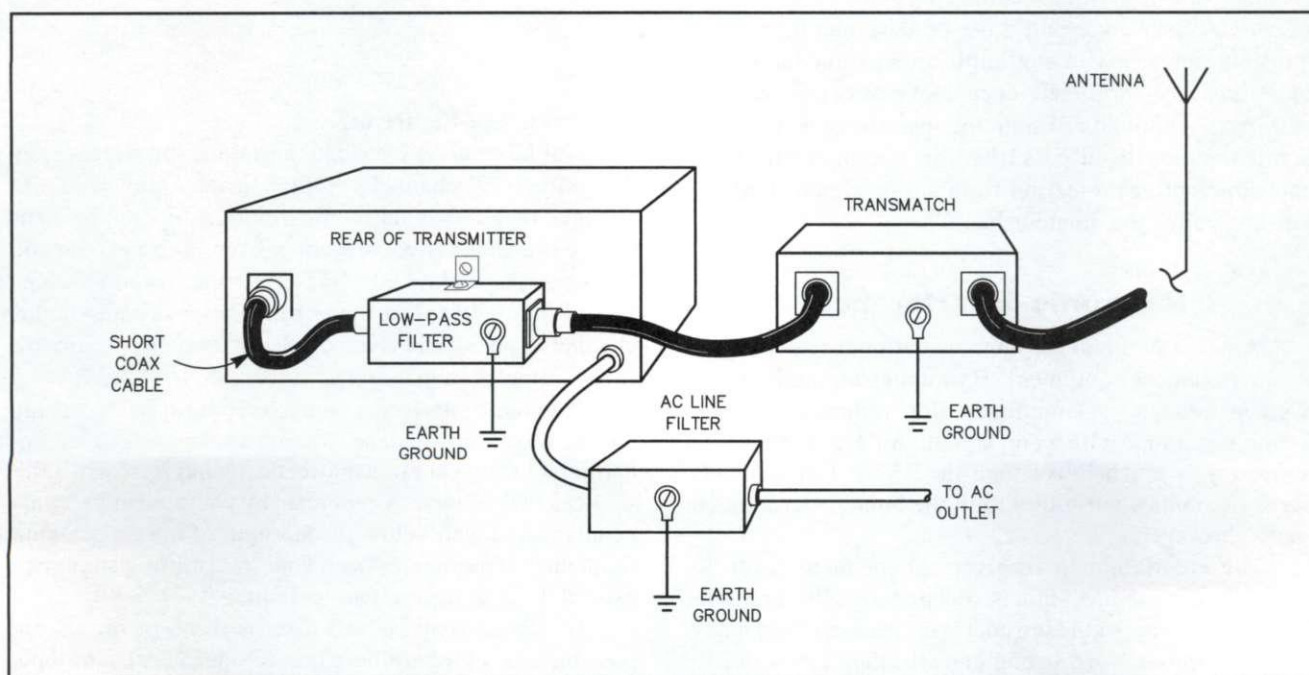 ANTENNA
TRANSMATCH
REAR OF TRANSMITTER
LOW-PASS
FILTER
SHORT
COAX
CABLE
EARTH
GROUND
AC LINE
FILTER
EARTH
GROUND
TO AC
OUTLET
EARTH
GROUND